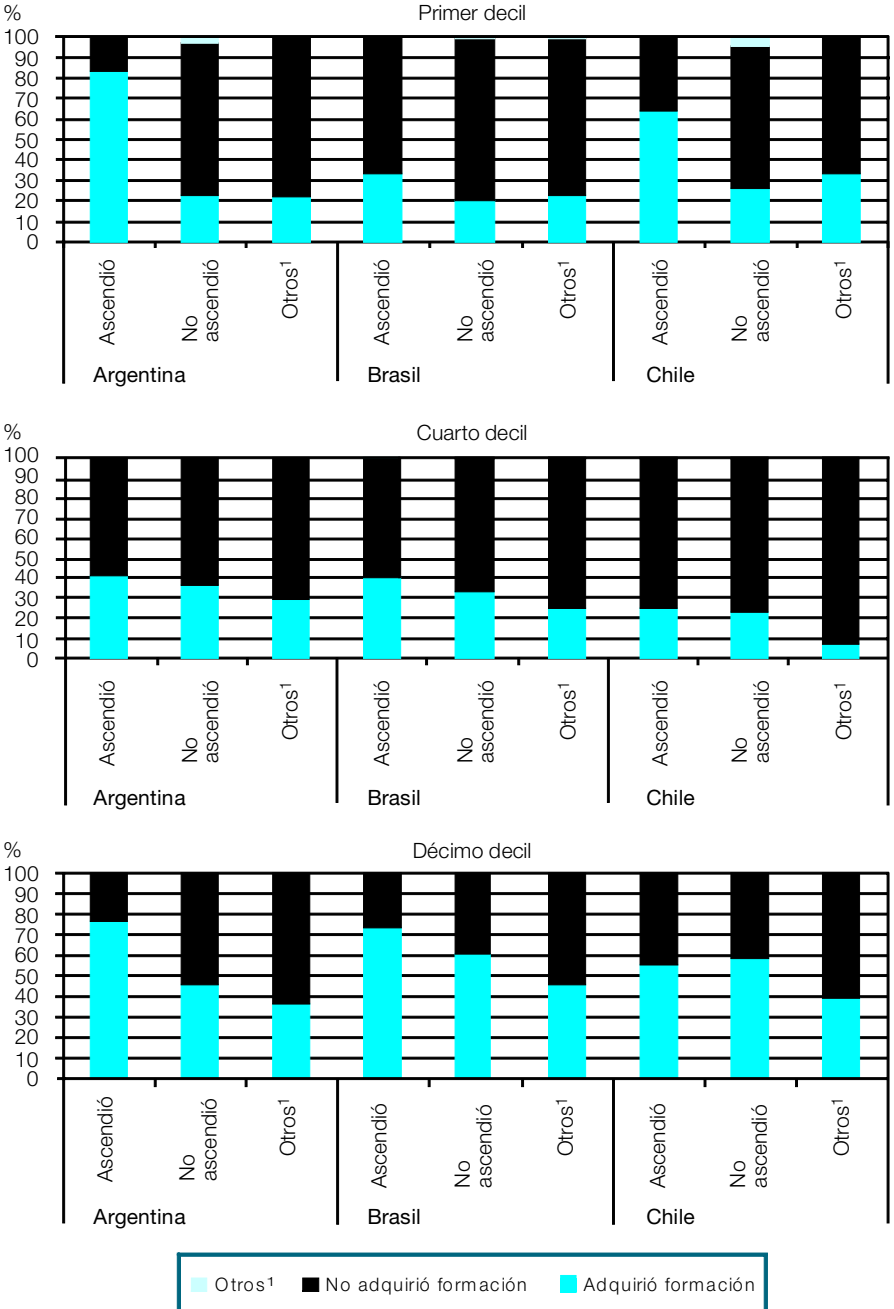 %
Primer decil
100
90
80
70
60
50
40
30
20
10
0
Ascendió
No
ascendió
Otros¹
Ascendió
No
ascendió
Otros¹
Ascendió
No
ascendió
Otros¹
Argentina Brasil Chile
%
Cuarto decil
100
90
80
70
60
50
40
30
20
10
0
Ascendió
No
ascendió
Otros¹
Ascendió
No
ascendió
Otros¹
Ascendió
No
ascendió
Otros¹
Argentina Brasil Chile
%
Décimo decil
100
90
80
70
60
50
40
30
20
10
0
Ascendió
No
ascendió
Otros¹
Ascendió
No
ascendió
Otros¹
Ascendió
No
ascendió
Otros¹
Argentina Brasil Chile
Otros¹ No adquirió formación Adquirió formación